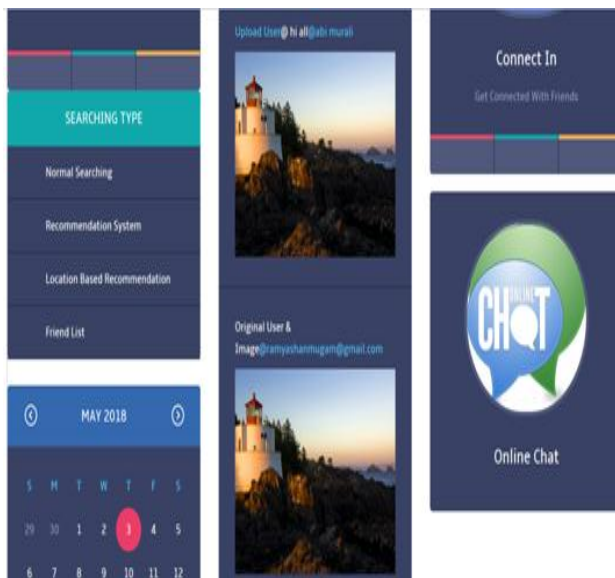 SEARCHING TYPE
Normal Searching
Recommendation System
Location Based Recommendation
Friend List
MAY 2018
S M T W T F S
29 30 1 2 3 4 5
6 7 8 9 10 11 12
Upload User@ hi all@abi murali
Original User &
Image@ramyashanmugam@gmail.com
Connect In
Get Connected With Friends
ONLINE
CHAT
Online Chat